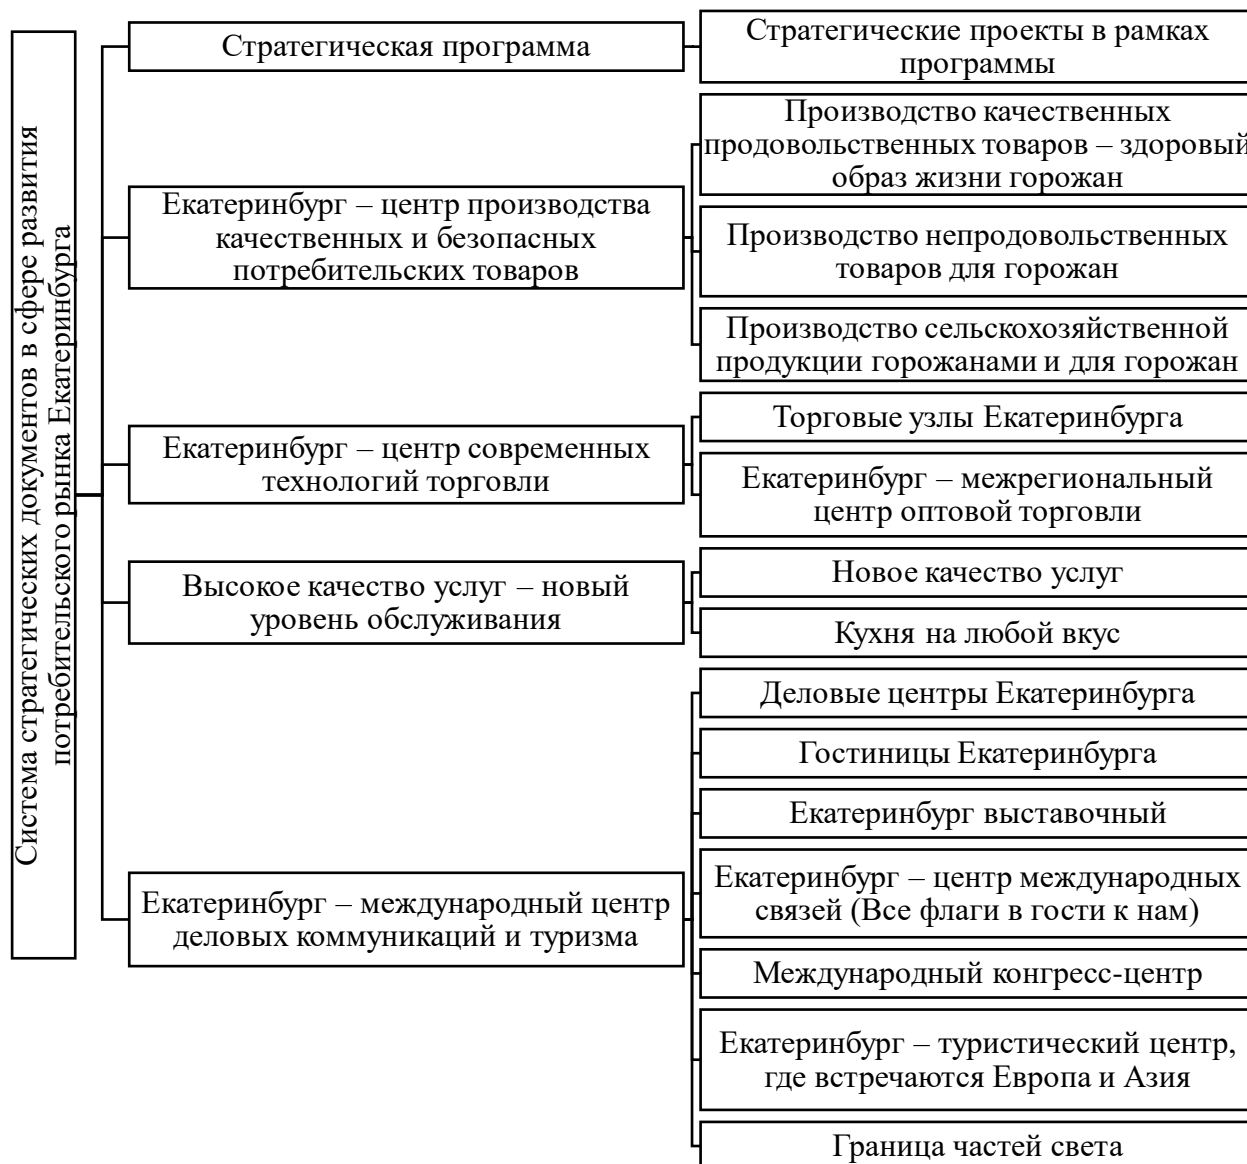 Система стратегических документов в сфере развития
потребительского рынка Екатеринбурга
Стратегическая программа
Стратегические проекты в рамках
программы
Екатеринбург – центр производства
качественных и безопасных
потребительских товаров
Производство качественных
продовольственных товаров – здоровый
образ жизни горожан
Производство непродовольственных
товаров для горожан
Производство сельскохозяйственной
продукции горожанами и для горожан
Екатеринбург – центр современных
технологий торговли
Торговые узлы Екатеринбурга
Екатеринбург – межрегиональный
центр оптовой торговли
Высокое качество услуг – новый
уровень обслуживания
Новое качество услуг
Кухня на любой вкус
Екатеринбург – международный центр
деловых коммуникаций и туризма
Деловые центры Екатеринбурга
Гостиницы Екатеринбурга
Екатеринбург выставочный
Екатеринбург – центр международных
связей (Все флаги в гости к нам)
Международный конгресс-центр
Екатеринбург – туристический центр,
где встречаются Европа и Азия
Граница частей света